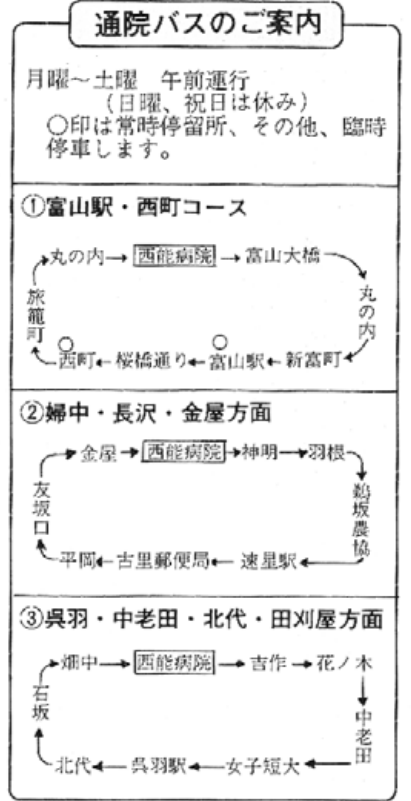 通院バスのご案内
月曜～土曜　午前運行
（日曜、祝日は休み）
○印は常時停留所、その他、臨時
停車します。
①富山駅・西町コース
丸の内→西能病院→富山大橋
丸の内
新富町
富山駅
桜橋通り
西町
旅籠町
②婦中・長沢・金屋方面
金屋→西能病院→神明→羽根
鵜坂農協
速星駅
古里郵便局
平岡
友坂口
③呉羽・中老田・北代・田刈屋方面
畑中→西能病院→吉作→花ノ木
中老田
女子短大
呉羽駅
北代
石坂